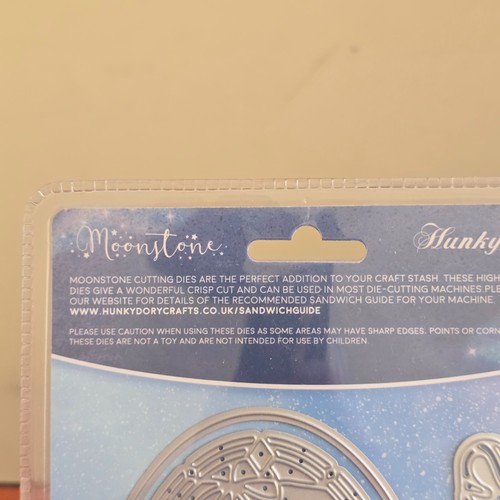 Moonstone
Hunky
MOONSTONE CUTTING DIES ARE THE PERFECT ADDITION TO YOUR CRAFT STASH. THESE HIGH
DIES GIVE A WONDERFUL CRISP CUT AND CAN BE USED IN MOST DIE-CUTTING MACHINES PLE
OUR WEBSITE FOR DETAILS OF THE RECOMMENDED SANDWICH GUIDE FOR YOUR MACHINE
WWW.HUNKYDORYCRAFTS.CO.UK/SANDWICHGUIDE
PLEASE USE CAUTION WHEN USING THESE DIES AS SOME AREAS MAY HAVE SHARP EDGES, POINTS OR CORN
THESE DIES ARE NOT A TOY AND ARE NOT INTENDED FOR USE BY CHILDREN